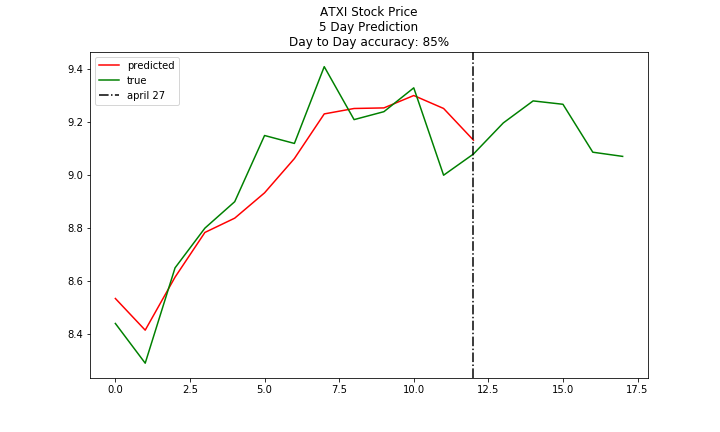 ATXI Stock Price
5 Day Prediction
Day to Day accuracy: 85%
predicted
true
april 27
9.4
9.2
9.0
8.8
8.6
8.4
0.0 2.5 5.0 7.5 10.0 12.5 15.0 17.5